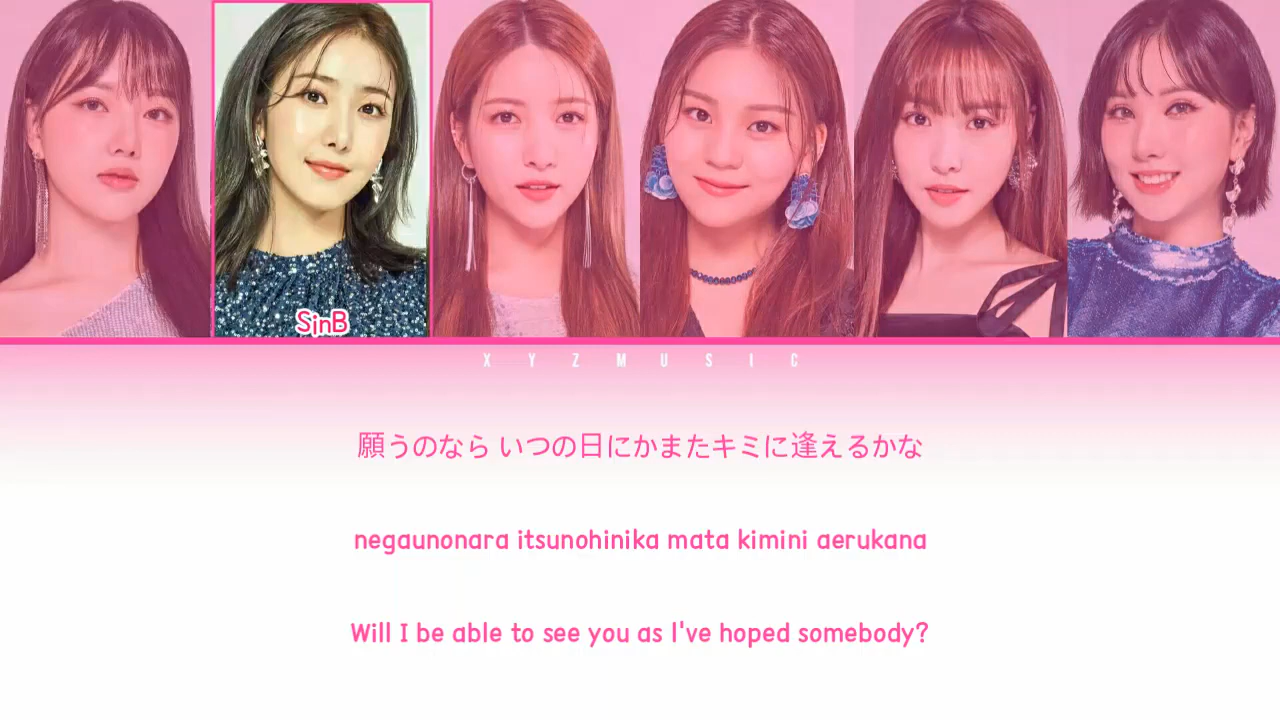 SinB
X Y Z M U S I C
願うのなら いつの日にかまたキミに逢えるかな
negaunonara itsunohinika mata kimini aerukana
Will I be able to see you as I've hoped somebody?